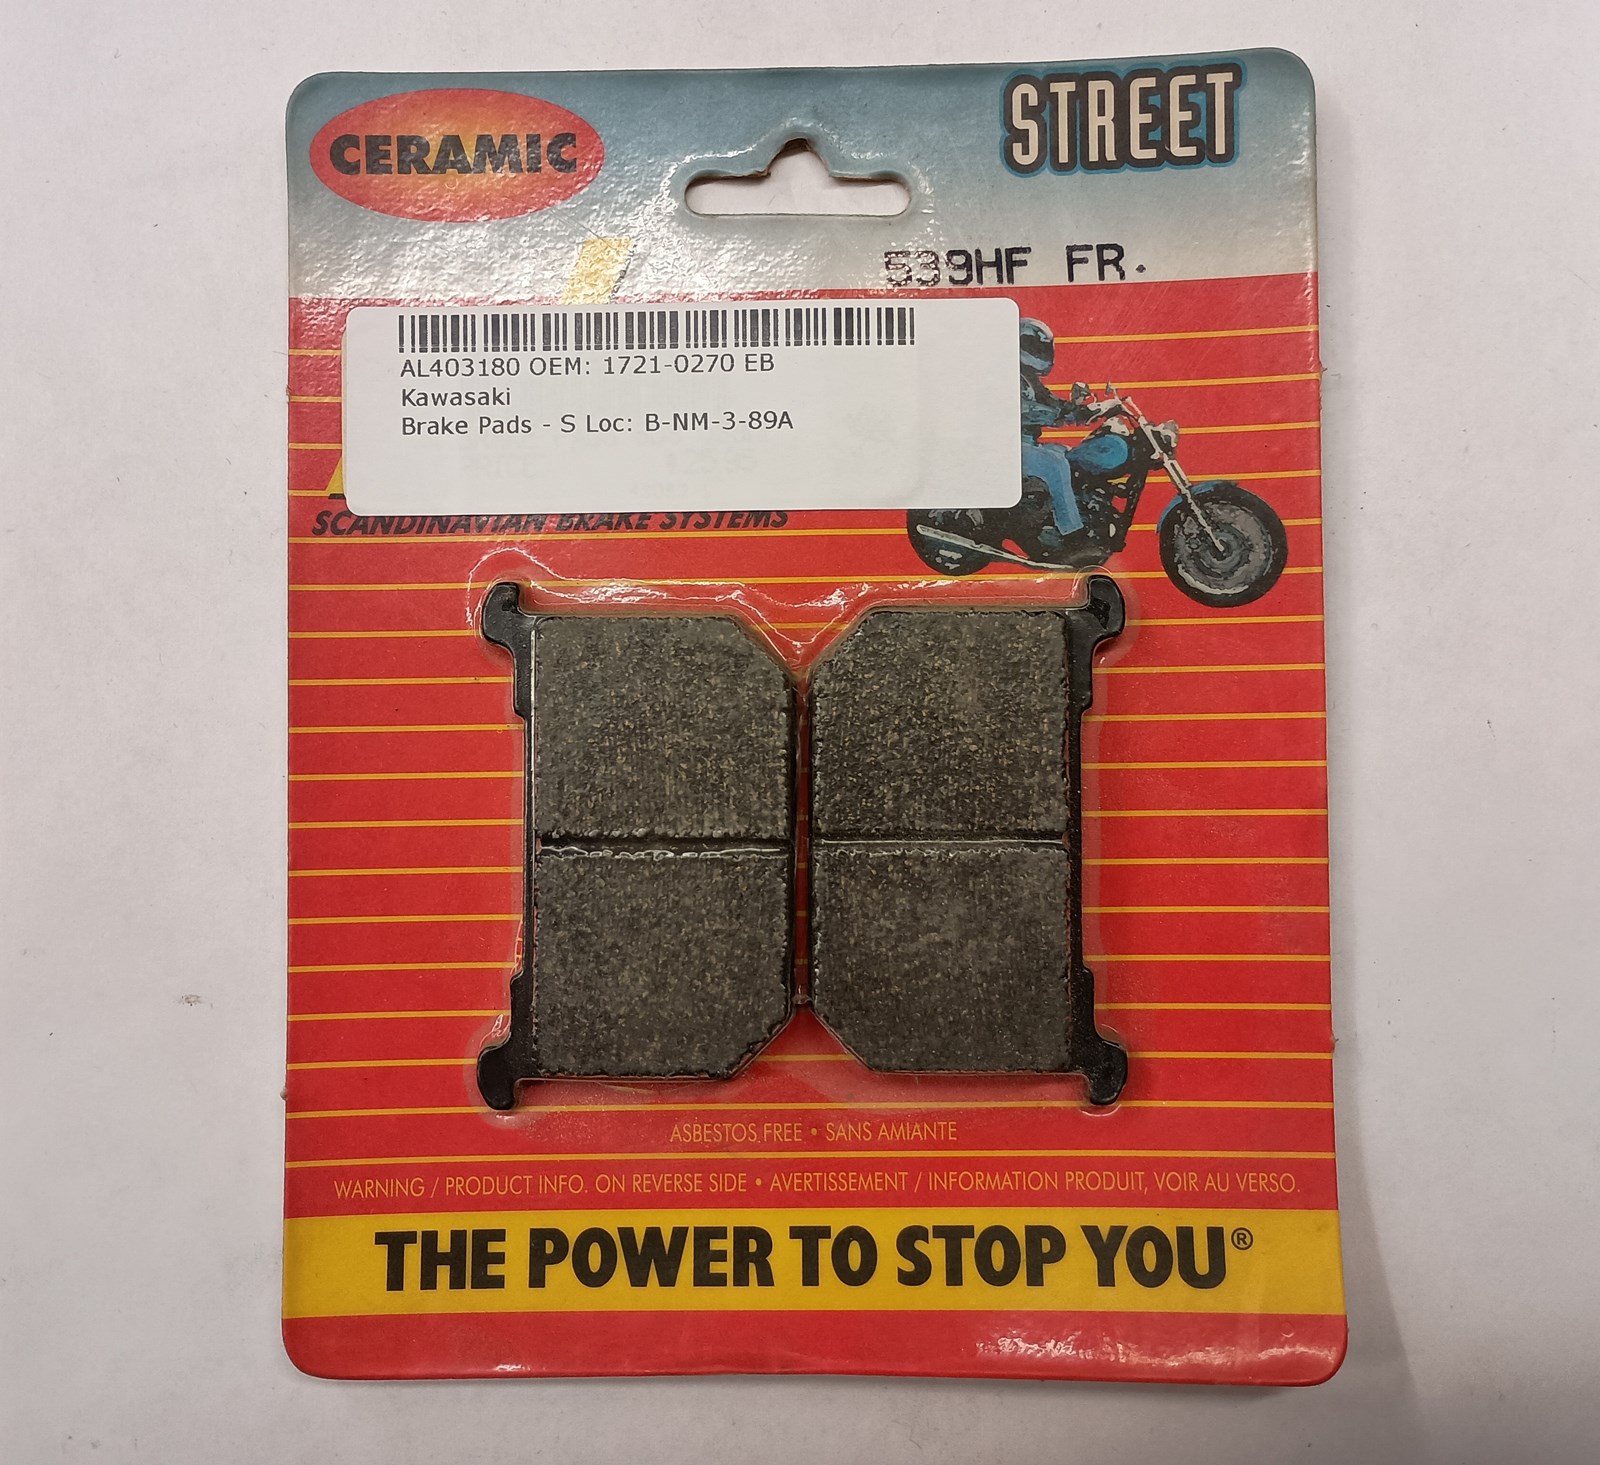 CERAMIC
STREET
539HF FR.
AL403180 OEM: 1721-0270 EB
Kawasaki
Brake Pads - S Loc: B-NM-3-89A
SCANDINAVIAN BRAKE SYSTEMS
ASBESTOS FREE • SANS AMIANTE
WARNING / PRODUCT INFO. ON REVERSE SIDE • AVERTISSEMENT / INFORMATION PRODUIT, VOIR AU VERSO.
THE POWER TO STOP YOU®